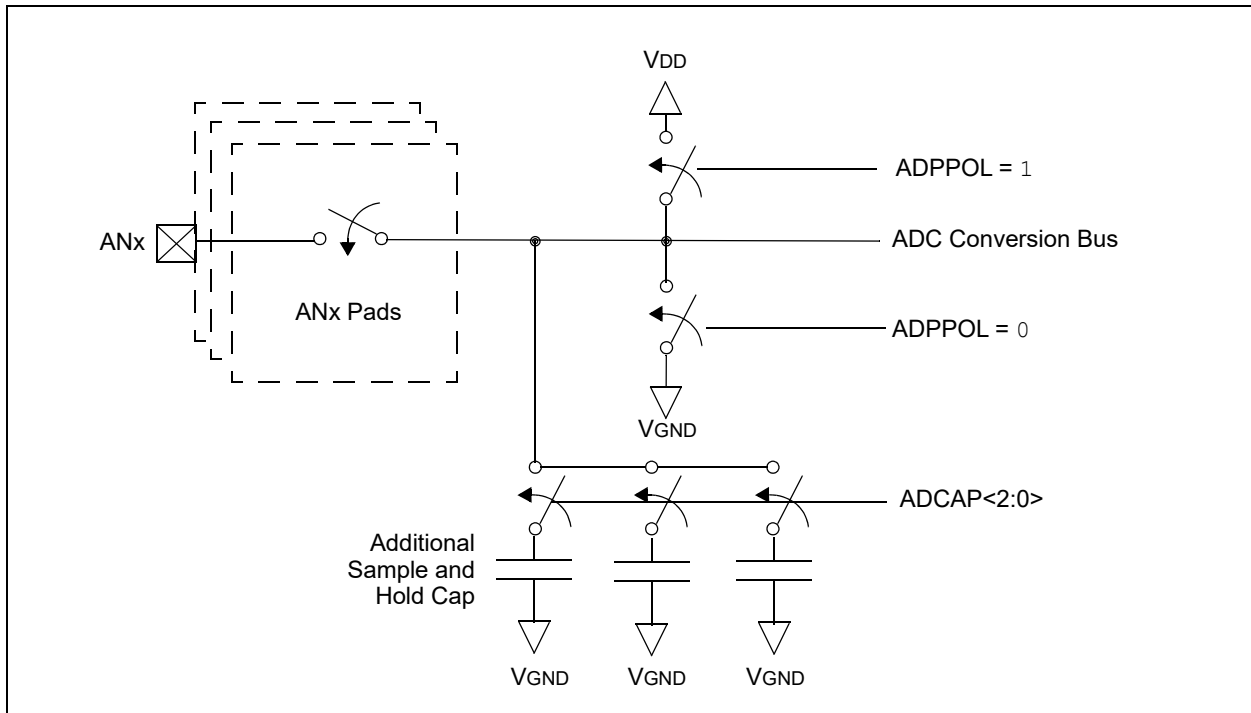 VDD
ADPPOL = 1
ANx
ADC Conversion Bus
ANx Pads
ADPPOL = 0
VGND
ADCAP<2:0>
Additional
Sample and
Hold Cap
VGND
VGND
VGND